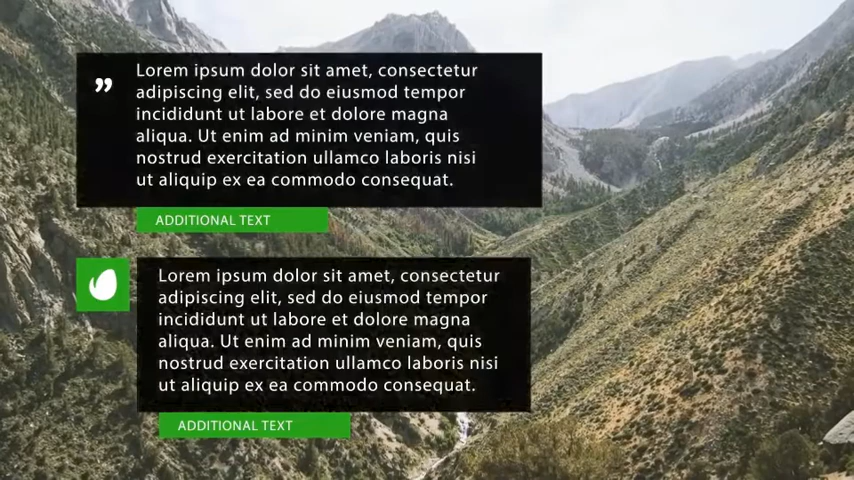 ”
Lorem ipsum dolor sit amet, consectetur
adipiscing elit, sed do eiusmod tempor
incididunt ut labore et dolore magna
aliqua. Ut enim ad minim veniam, quis
nostrud exercitation ullamco laboris nisi
ut aliquip ex ea commodo consequat.
ADDITIONAL TEXT
Lorem ipsum dolor sit amet, consectetur
adipiscing elit, sed do eiusmod tempor
incididunt ut labore et dolore magna
aliqua. Ut enim ad minim veniam, quis
nostrud exercitation ullamco laboris nisi
ut aliquip ex ea commodo consequat.
ADDITIONAL TEXT